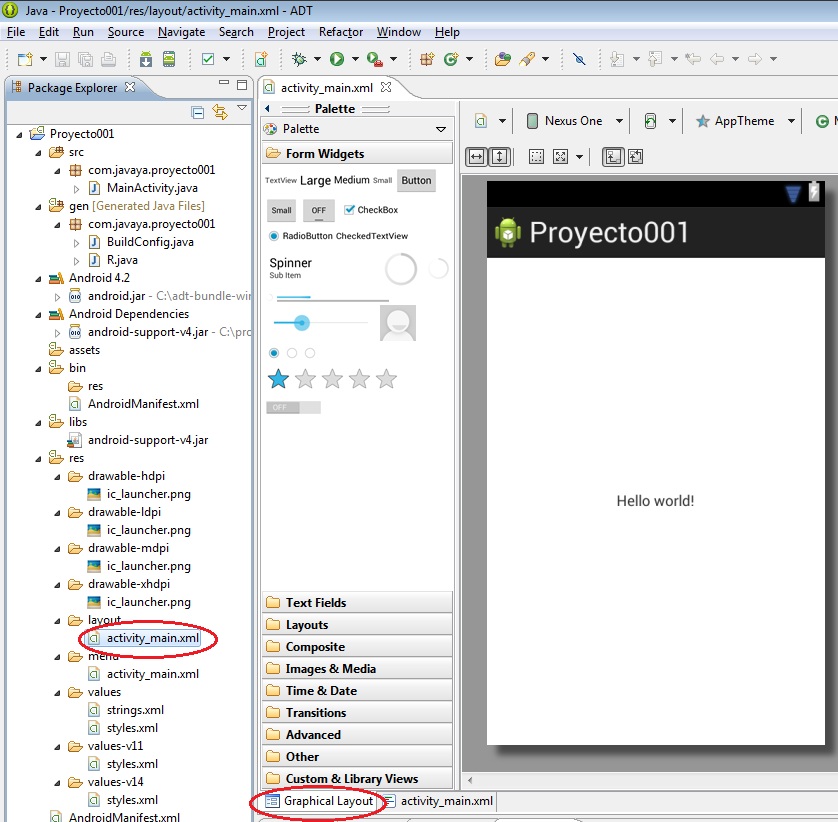 Java - Proyecto001/res/layout/activity_main.xml - ADT
File Edit Run Source Navigate Search Project Refactor Window Help
Package Explorer
Proyecto001
src
com.javaya.proyecto001
MainActivity.java
gen [Generated Java Files]
com.javaya.proyecto001
BuildConfig.java
R.java
Android 4.2
android.jar - C:\adt-bundle-wi
Android Dependencies
android-support-v4.jar - C:\pro
assets
bin
res
AndroidManifest.xml
libs
android-support-v4.jar
res
drawable-hdpi
ic_launcher.png
drawable-ldpi
ic_launcher.png
drawable-mdpi
ic_launcher.png
drawable-xhdpi
ic_launcher.png
layout
activity_main.xml
menu
activity_main.xml
values
strings.xml
styles.xml
values-v11
styles.xml
values-v14
styles.xml
AndroidManifest.xml
activity_main.xml
Palette
Palette
Form Widgets
TextView Large Medium Small Button
Small OFF CheckBox
RadioButton CheckedTextView
Spinner
Sub Item
OFF
Text Fields
Layouts
Composite
Images & Media
Time & Date
Transitions
Advanced
Other
Custom & Library Views
Graphical Layout activity_main.xml
Nexus One AppTheme
Proyecto001
Hello world!